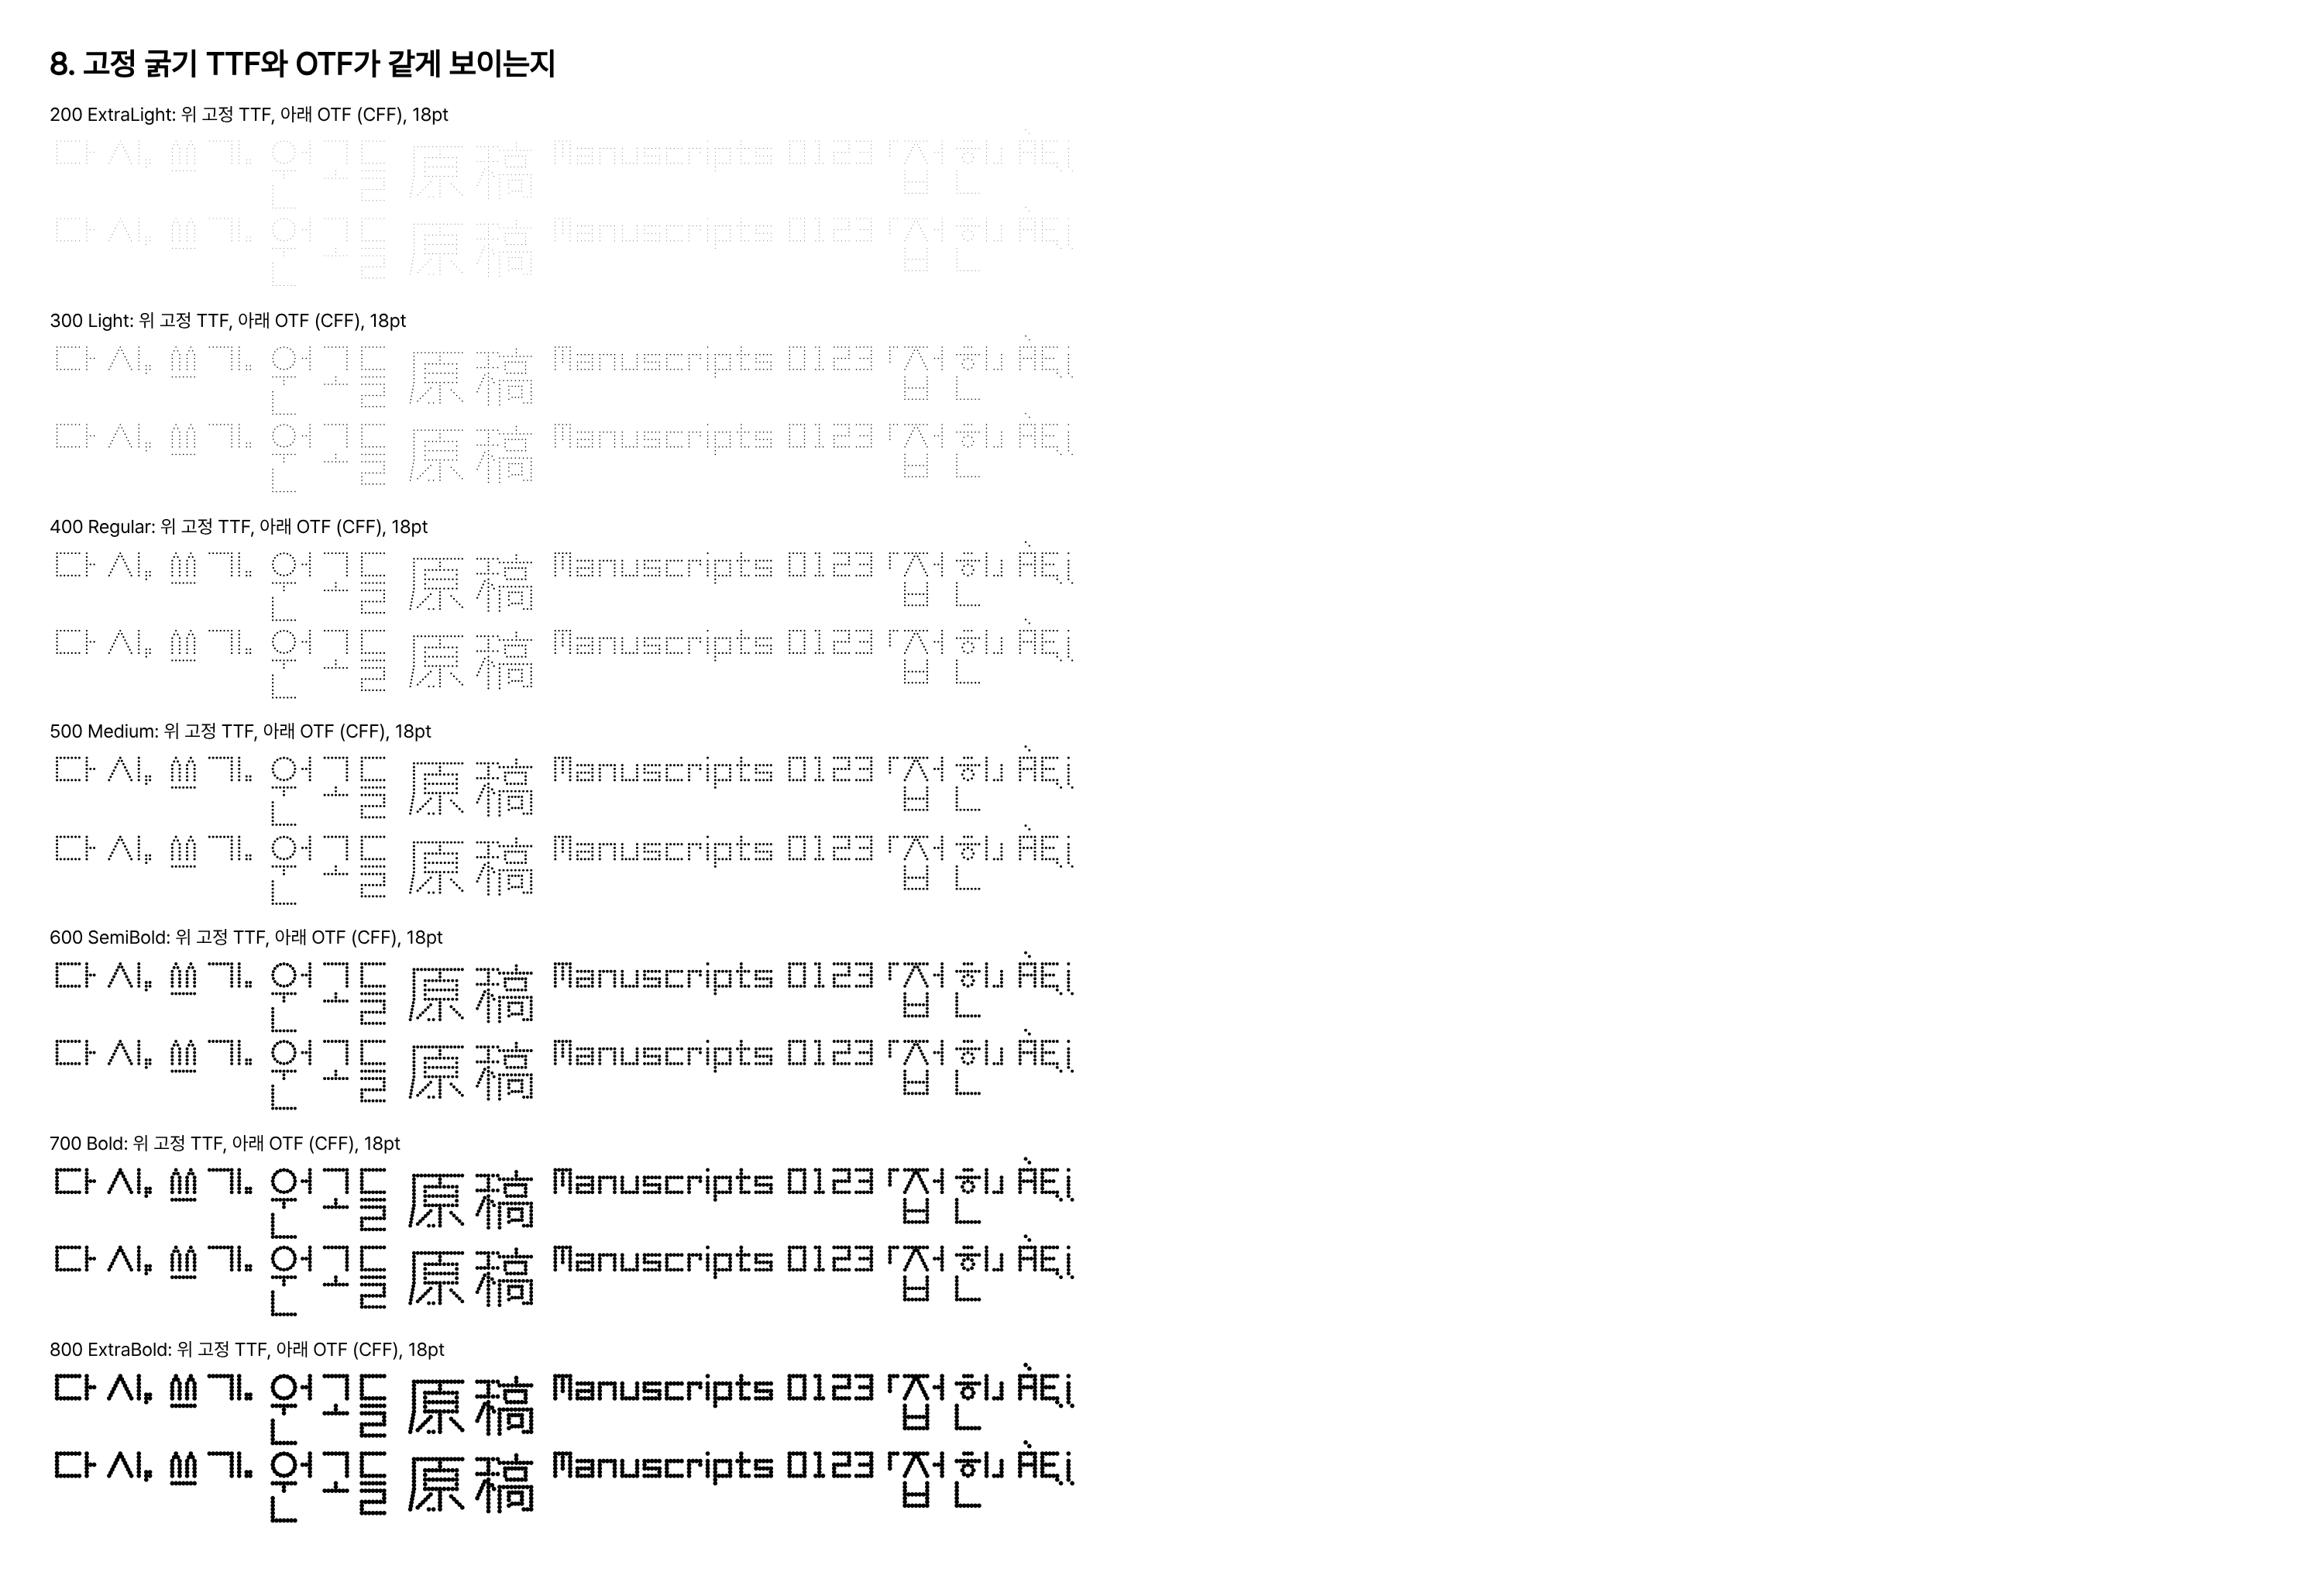 8. 고정 굵기 TTF와 OTF가 같게 보이는지
200 ExtraLight: 위 고정 TTF, 아래 OTF (CFF), 18pt
다시, 쓰기. 원고들 原稿 Manuscripts 0123 「접힌」 ÀĘį
다시, 쓰기. 원고들 原稿 Manuscripts 0123 「접힌」 ÀĘį
300 Light: 위 고정 TTF, 아래 OTF (CFF), 18pt
다시, 쓰기. 원고들 原稿 Manuscripts 0123 「접힌」 ÀĘį
다시, 쓰기. 원고들 原稿 Manuscripts 0123 「접힌」 ÀĘį
400 Regular: 위 고정 TTF, 아래 OTF (CFF), 18pt
다시, 쓰기. 원고들 原稿 Manuscripts 0123 「접힌」 ÀĘį
다시, 쓰기. 원고들 原稿 Manuscripts 0123 「접힌」 ÀĘį
500 Medium: 위 고정 TTF, 아래 OTF (CFF), 18pt
다시, 쓰기. 원고들 原稿 Manuscripts 0123 「접힌」 ÀĘį
다시, 쓰기. 원고들 原稿 Manuscripts 0123 「접힌」 ÀĘį
600 SemiBold: 위 고정 TTF, 아래 OTF (CFF), 18pt
다시, 쓰기. 원고들 原稿 Manuscripts 0123 「접힌」 ÀĘį
다시, 쓰기. 원고들 原稿 Manuscripts 0123 「접힌」 ÀĘį
700 Bold: 위 고정 TTF, 아래 OTF (CFF), 18pt
다시, 쓰기. 원고들 原稿 Manuscripts 0123 「접힌」 ÀĘį
다시, 쓰기. 원고들 原稿 Manuscripts 0123 「접힌」 ÀĘį
800 ExtraBold: 위 고정 TTF, 아래 OTF (CFF), 18pt
다시, 쓰기. 원고들 原稿 Manuscripts 0123 「접힌」 ÀĘį
다시, 쓰기. 원고들 原稿 Manuscripts 0123 「접힌」 ÀĘį